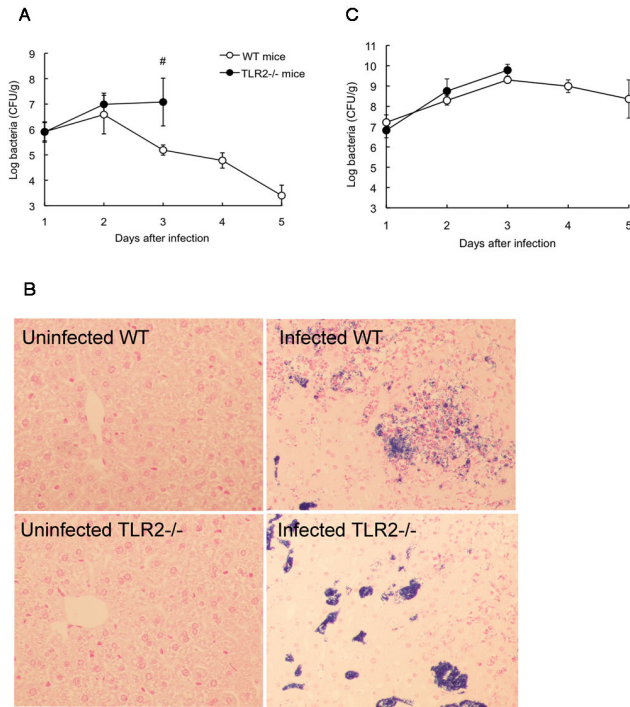 A
Log bacteria (CFU/g)
9
8
7
6
5
4
3
1 2 3 4 5
Days after infection
#
WT mice
TLR2-/- mice
C
Log bacteria (CFU/g)
11
10
9
8
7
6
5
4
3
1 2 3 4 5
Days after infection
B
Uninfected WT
Infected WT
Uninfected TLR2-/-
Infected TLR2-/-